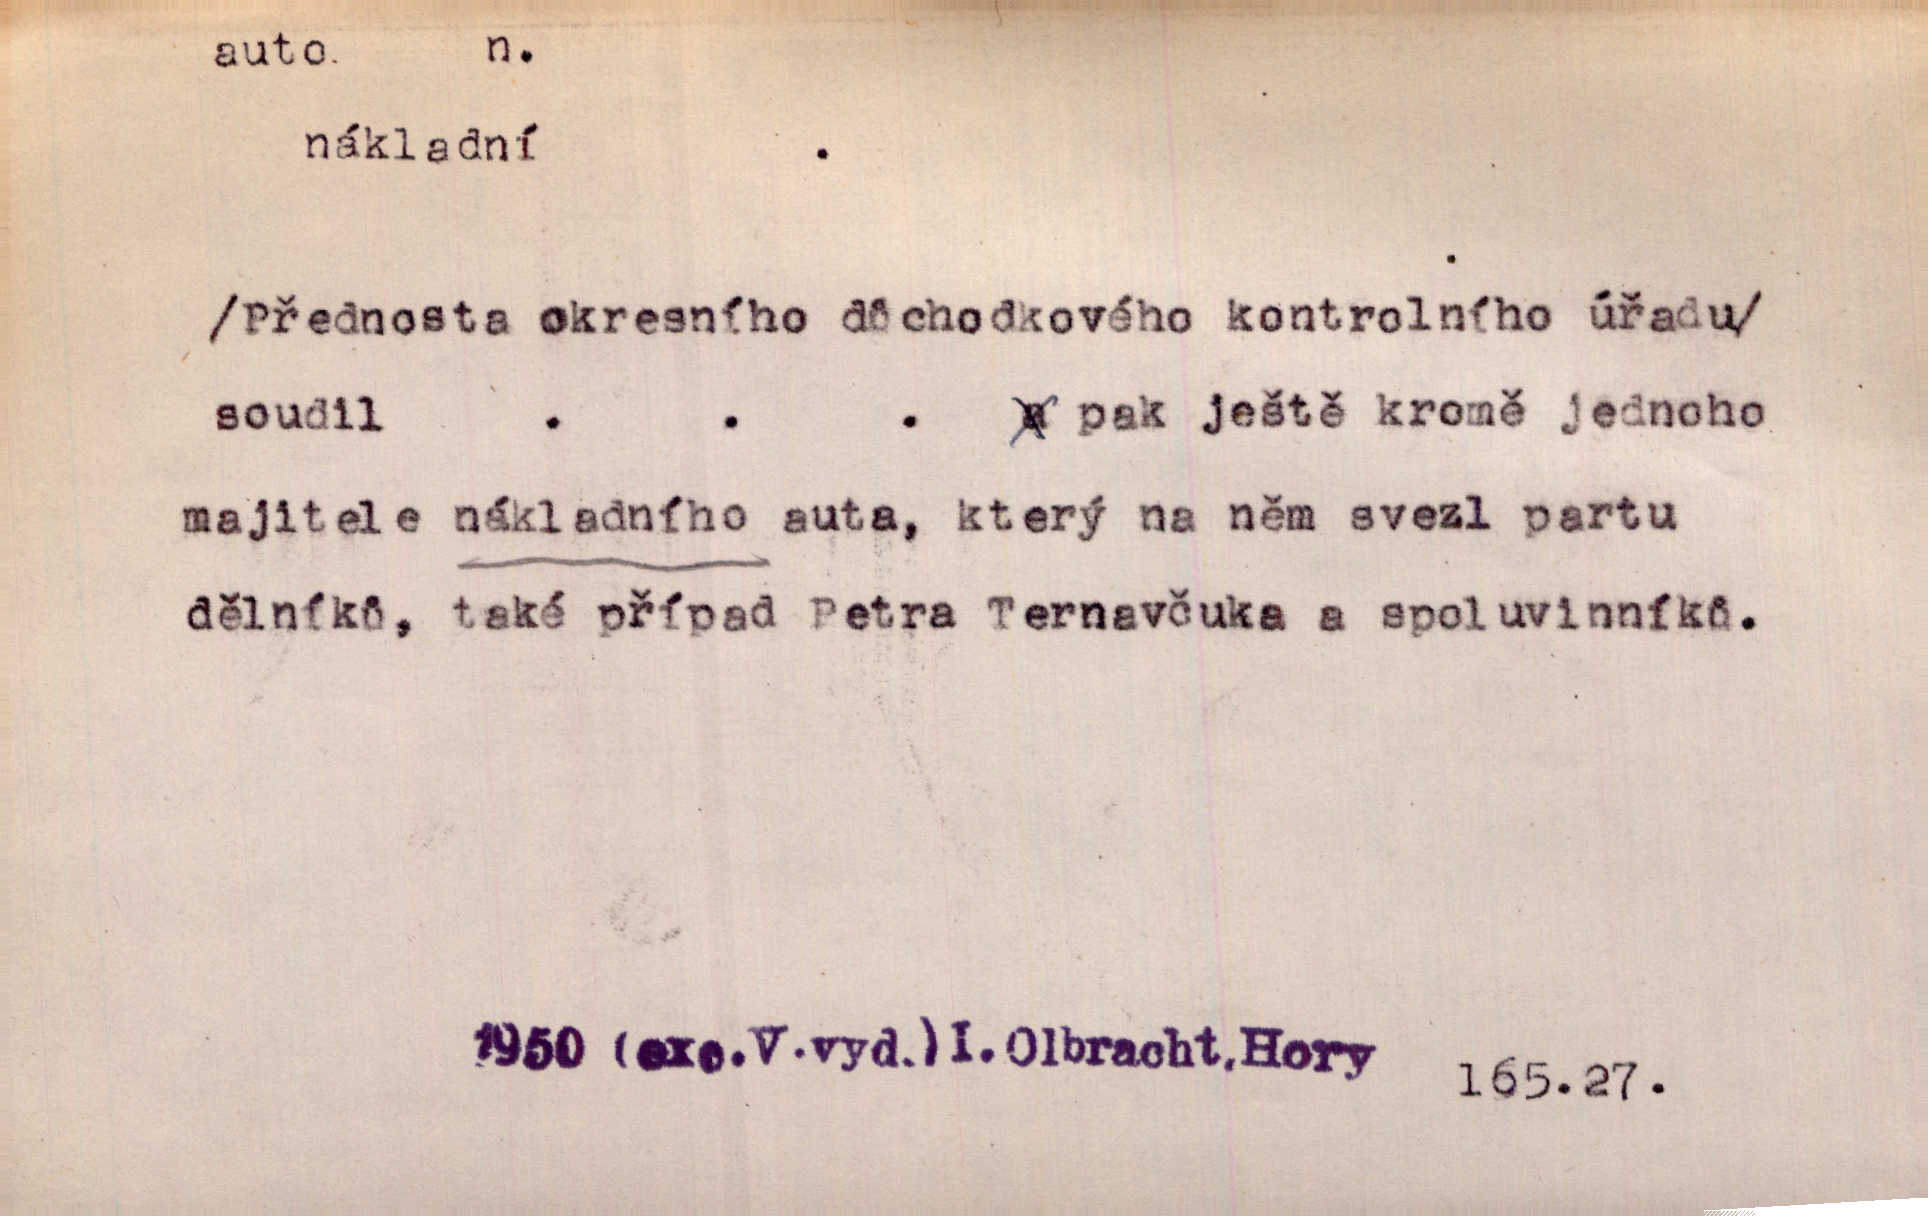 auto. n.
nákladní .
/Přednosta okresního důchodkového kontrolního úřadu/
soudil . . . pak ještě kromě jednoho
majitele nákladního auta, který na něm svezl partu
dělníků, také případ Petra Ternavčuka a spoluvinníků.
1950 (exc.V.vyd.) I. Olbracht, Hory 165.27.